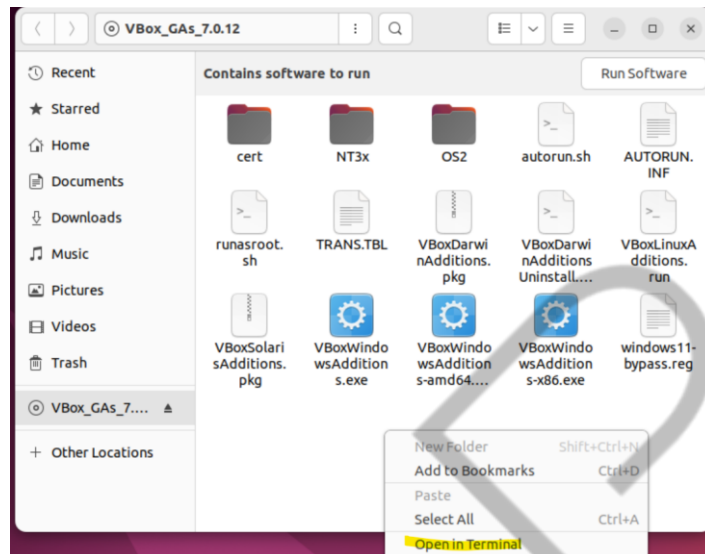 VBox_GAs_7.0.12
Recent
Starred
Home
Documents
Downloads
Music
Pictures
Videos
Trash
VBox_GAs_7....
Other Locations
Contains software to run
Run Software
cert
NT3x
OS2
autorun.sh
AUTORUN.
INF
runasroot.
sh
TRANS.TBL
VBoxDarwi
nAdditions.
pkg
VBoxDarwi
nAdditions
Uninstall....
VBoxLinuxA
dditions.
run
VBoxSolari
sAdditions.
pkg
VBoxWindo
wsAddition
s.exe
VBoxWindo
wsAddition
s-amd64....
VBoxWindo
wsAddition
s-x86.exe
windows11-
bypass.reg
New Folder Shift+Ctrl+N
Add to Bookmarks Ctrl+D
Paste
Select All Ctrl+A
Open in Terminal